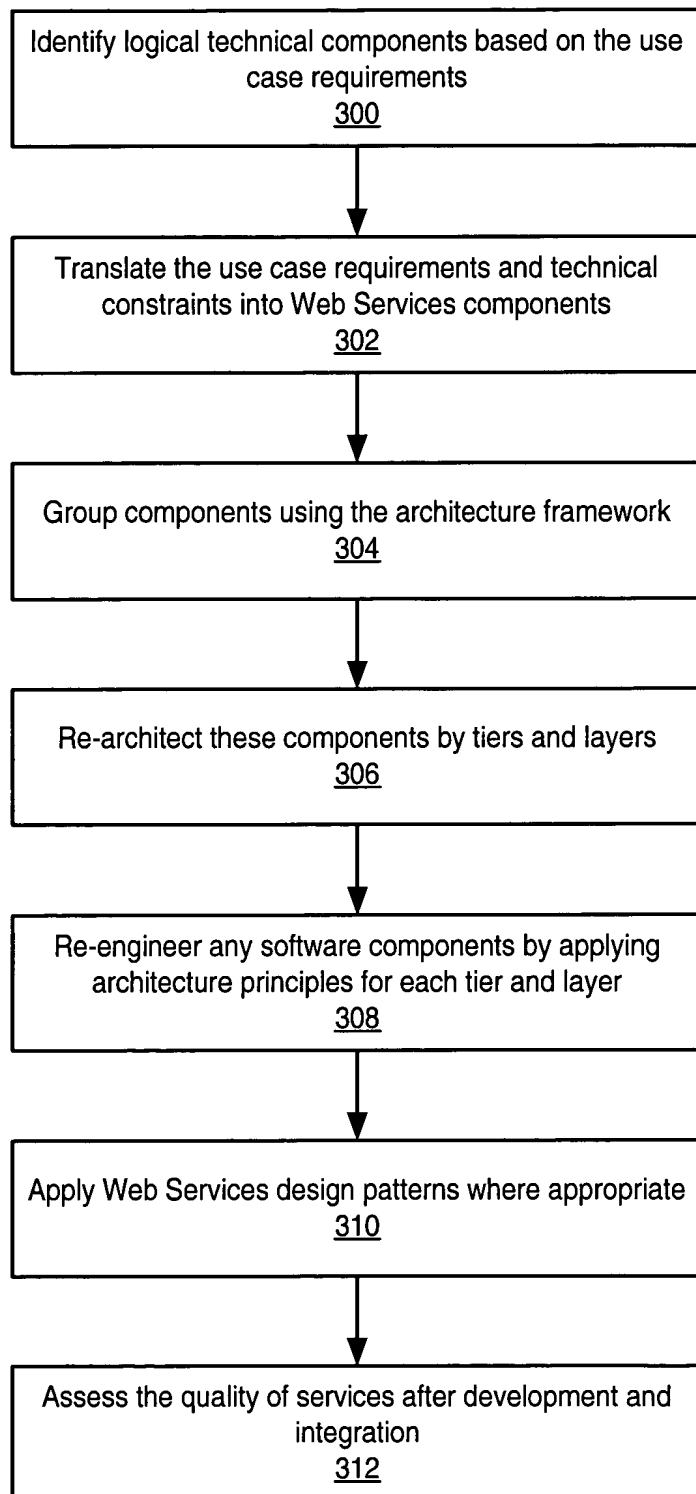 Identify logical technical components based on the use
case requirements
300
Translate the use case requirements and technical
constraints into Web Services components
302
Group components using the architecture framework
304
Re-architect these components by tiers and layers
306
Re-engineer any software components by applying
architecture principles for each tier and layer
308
Apply Web Services design patterns where appropriate
310
Assess the quality of services after development and
integration
312